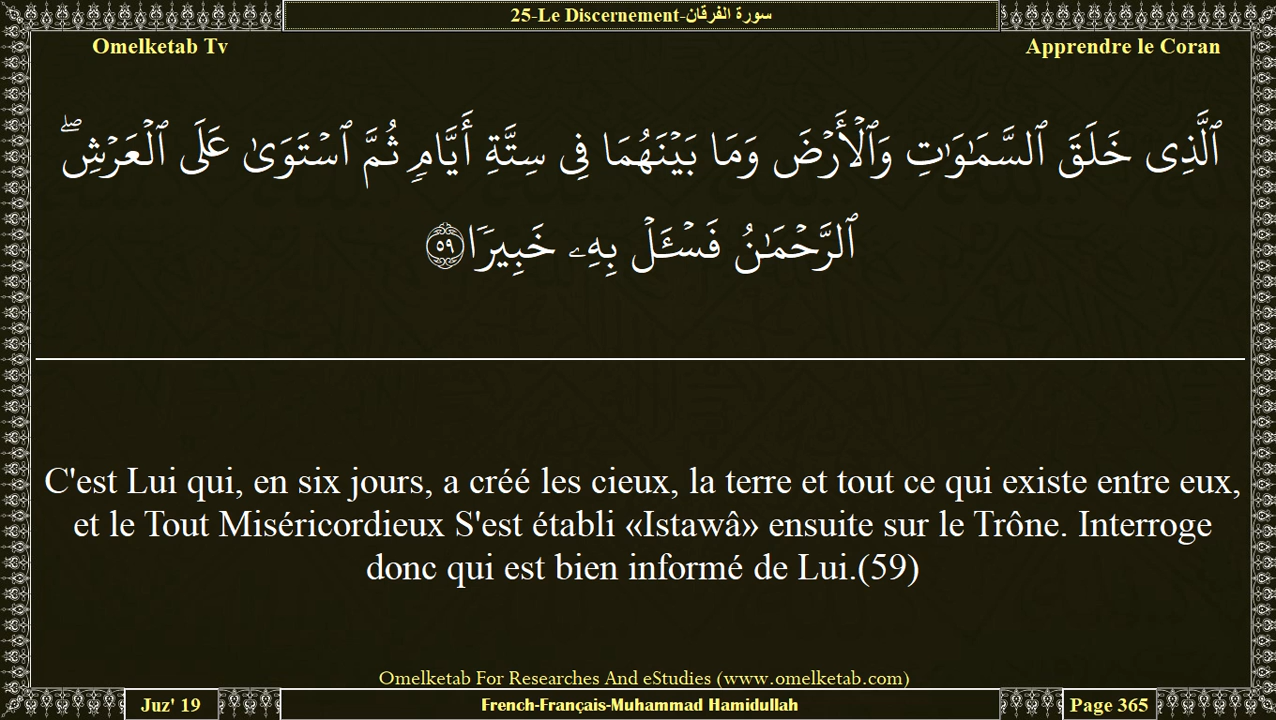 25-Le Discernement-سورة الفرقان
Omelketab Tv
Apprendre le Coran
ٱلَّذِى خَلَقَ ٱلسَّمَـٰوَٰتِ وَٱلْأَرْضَ وَمَا بَيْنَهُمَا فِى سِتَّةِ أَيَّامٍۢ ثُمَّ ٱسْتَوَىٰ عَلَى ٱلْعَرْشِ ۖ
ٱلرَّحْمَـٰنُ فَسْـَٔلْ بِهِۦ خَبِيرًۭا ٥٩
C'est Lui qui, en six jours, a créé les cieux, la terre et tout ce qui existe entre eux,
et le Tout Miséricordieux S'est établi «Istawâ» ensuite sur le Trône. Interroge
donc qui est bien informé de Lui.(59)
Omelketab For Researches And eStudies (www.omelketab.com)
Juz' 19
French-Français-Muhammad Hamidullah
Page 365